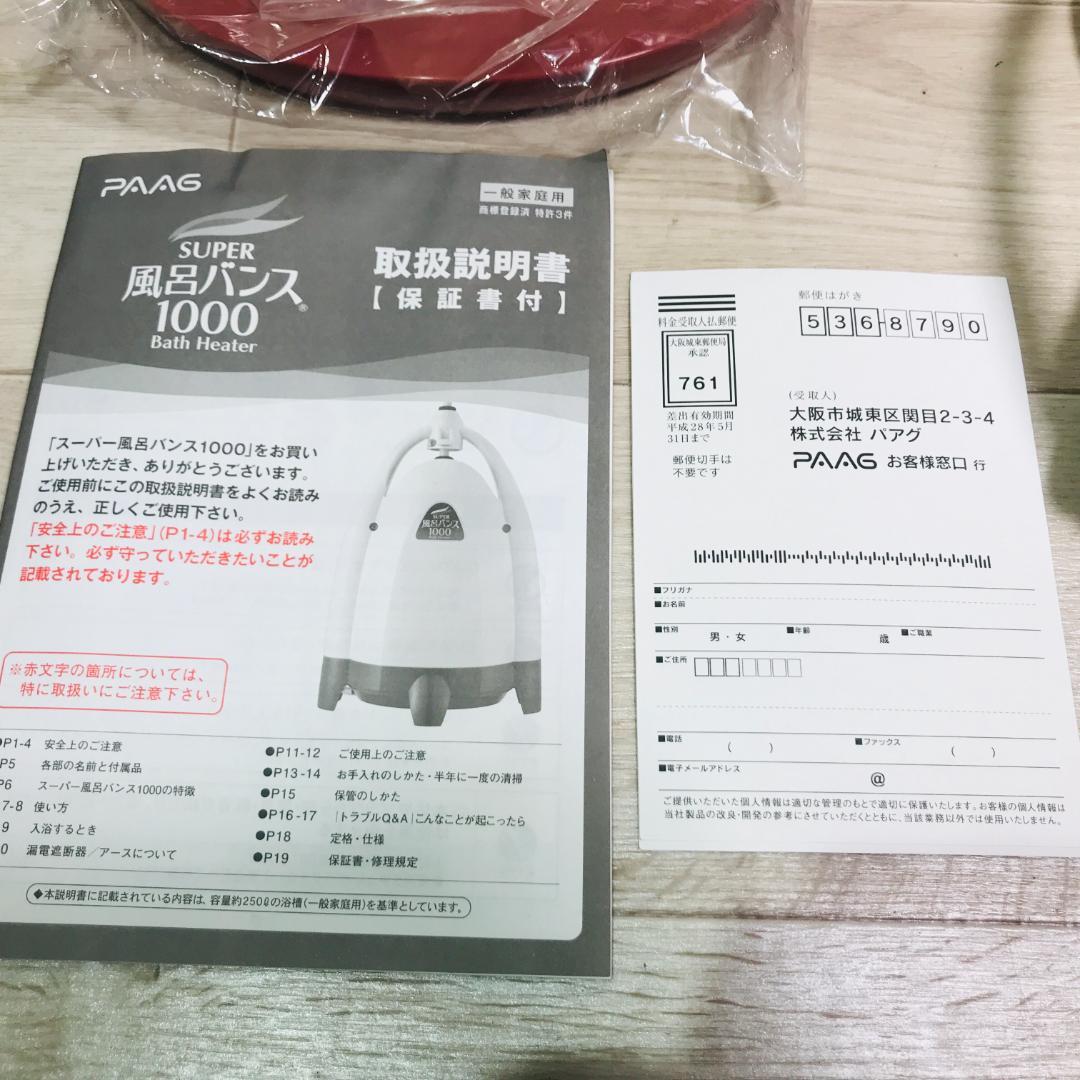 PAAG
一般家庭用
商標登録済 特許3件
SUPER
風呂バンス®
1000
Bath Heater
取扱説明書
【保証書付】
「スーパー風呂バンス1000」をお買い
上げいただき、ありがとうございます。
ご使用前にこの取扱説明書をよくお読み
のうえ、正しくご使用下さい。
「安全上のご注意」(P1-4)は必ずお読み
下さい。必ず守っていただきたいことが
記載されております。
SUPER
風呂バンス
1000
Bath Heater
※赤文字の箇所については、
特に取扱いにご注意下さい。
P1-4 安全上のご注意
P5 各部の名前と付属品
P6 スーパー風呂バンス1000の特徴
7-8 使い方
9 入浴するとき
0 漏電遮断器/アースについて
●P11-12 ご使用上のご注意
●P13-14 お手入れのしかた・半年に一度の清掃
●P15 保管のしかた
●P16-17 「トラブルQ&A」こんなことが起こったら
●P18 定格・仕様
●P19 保証書・修理規定
◆本説明書に記載されている内容は、容量約250ℓの浴槽(一般家庭用)を基準としています。
郵便はがき
5368790
料金受取人払郵便
大阪城東郵便局
承認
761
差出有効期間
平成28年5月
31日まで
郵便切手は
不要です
(受取人)
大阪市城東区関目2-3-4
株式会社 パアグ
PAAG お客様窓口 行
■フリガナ
■お名前
■性別 男・女 ■年齢 歳 ■ご職業
■ご住所
■電話 ( ) ■ファックス ( )
■電子メールアドレス @
ご提供いただいた個人情報は適切な管理のもとで適切に保護いたします。お客様の個人情報は
当社製品の改良・開発の参考にさせていただくとともに、当該業務以外では使用いたしません。